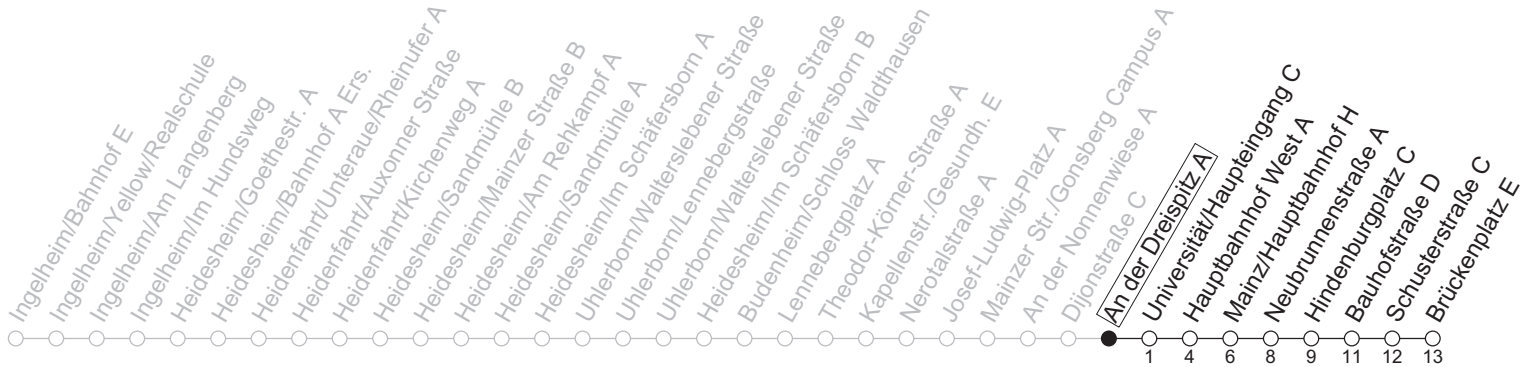 Ingelheim/Bahnhof E
Ingelheim/Yellow/Realschule
Ingelheim/Am Langenberg
Ingelheim/Im Hundsweg
Heidesheim/Goethestr. A
Heidesheim/Bahnhof A Ers.
Heidenfahrt/Unteraue/Rheinufer A
Heidenfahrt/Auxonner Straße
Heidenfahrt/Kirchenweg A
Heidesheim/Sandmühle B
Heidesheim/Mainzer Straße B
Heidesheim/Am Rehkampf A
Heidesheim/Sandmühle A
Heidesheim/Im Schäfersborn A
Uhlerborn/Walterslebener Straße
Uhlerborn/Lennebergstraße
Uhlerborn/Walterslebener Straße
Heidesheim/Im Schäfersborn B
Budenheim/Schloss Waldthausen
Lennebergplatz A
Theodor-Körner-Straße A
Kapellenstr./Gesundh. E
Nerotalstraße A
Josef-Ludwig-Platz A
Mainzer Str./Gonsberg Campus A
An der Nonnenwiese A
Dijonstraße C
An der Dreispitz A
Universität/Haupteingang C
Hauptbahnhof West A
Mainz/Hauptbahnhof H
Neubrunnenstraße A
Hindenburgplatz C
Bauhofstraße D
Schusterstraße C
Brückenplatz E
1 4 6 8 9 11 12 13